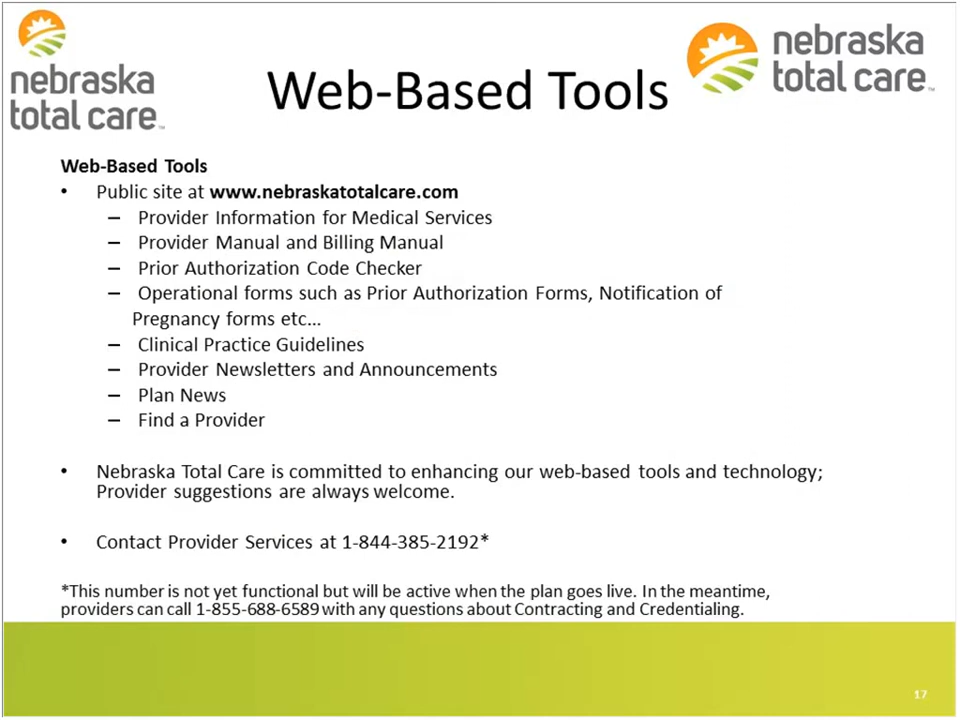 nebraska
total care™
Web-Based Tools
nebraska
total care™
Web-Based Tools
• Public site at www.nebraskatotalcare.com
– Provider Information for Medical Services
– Provider Manual and Billing Manual
– Prior Authorization Code Checker
– Operational forms such as Prior Authorization Forms, Notification of
Pregnancy forms etc...
– Clinical Practice Guidelines
– Provider Newsletters and Announcements
– Plan News
– Find a Provider
• Nebraska Total Care is committed to enhancing our web-based tools and technology;
Provider suggestions are always welcome.
• Contact Provider Services at 1-844-385-2192*
*This number is not yet functional but will be active when the plan goes live. In the meantime,
providers can call 1-855-688-6589 with any questions about Contracting and Credentialing.
17